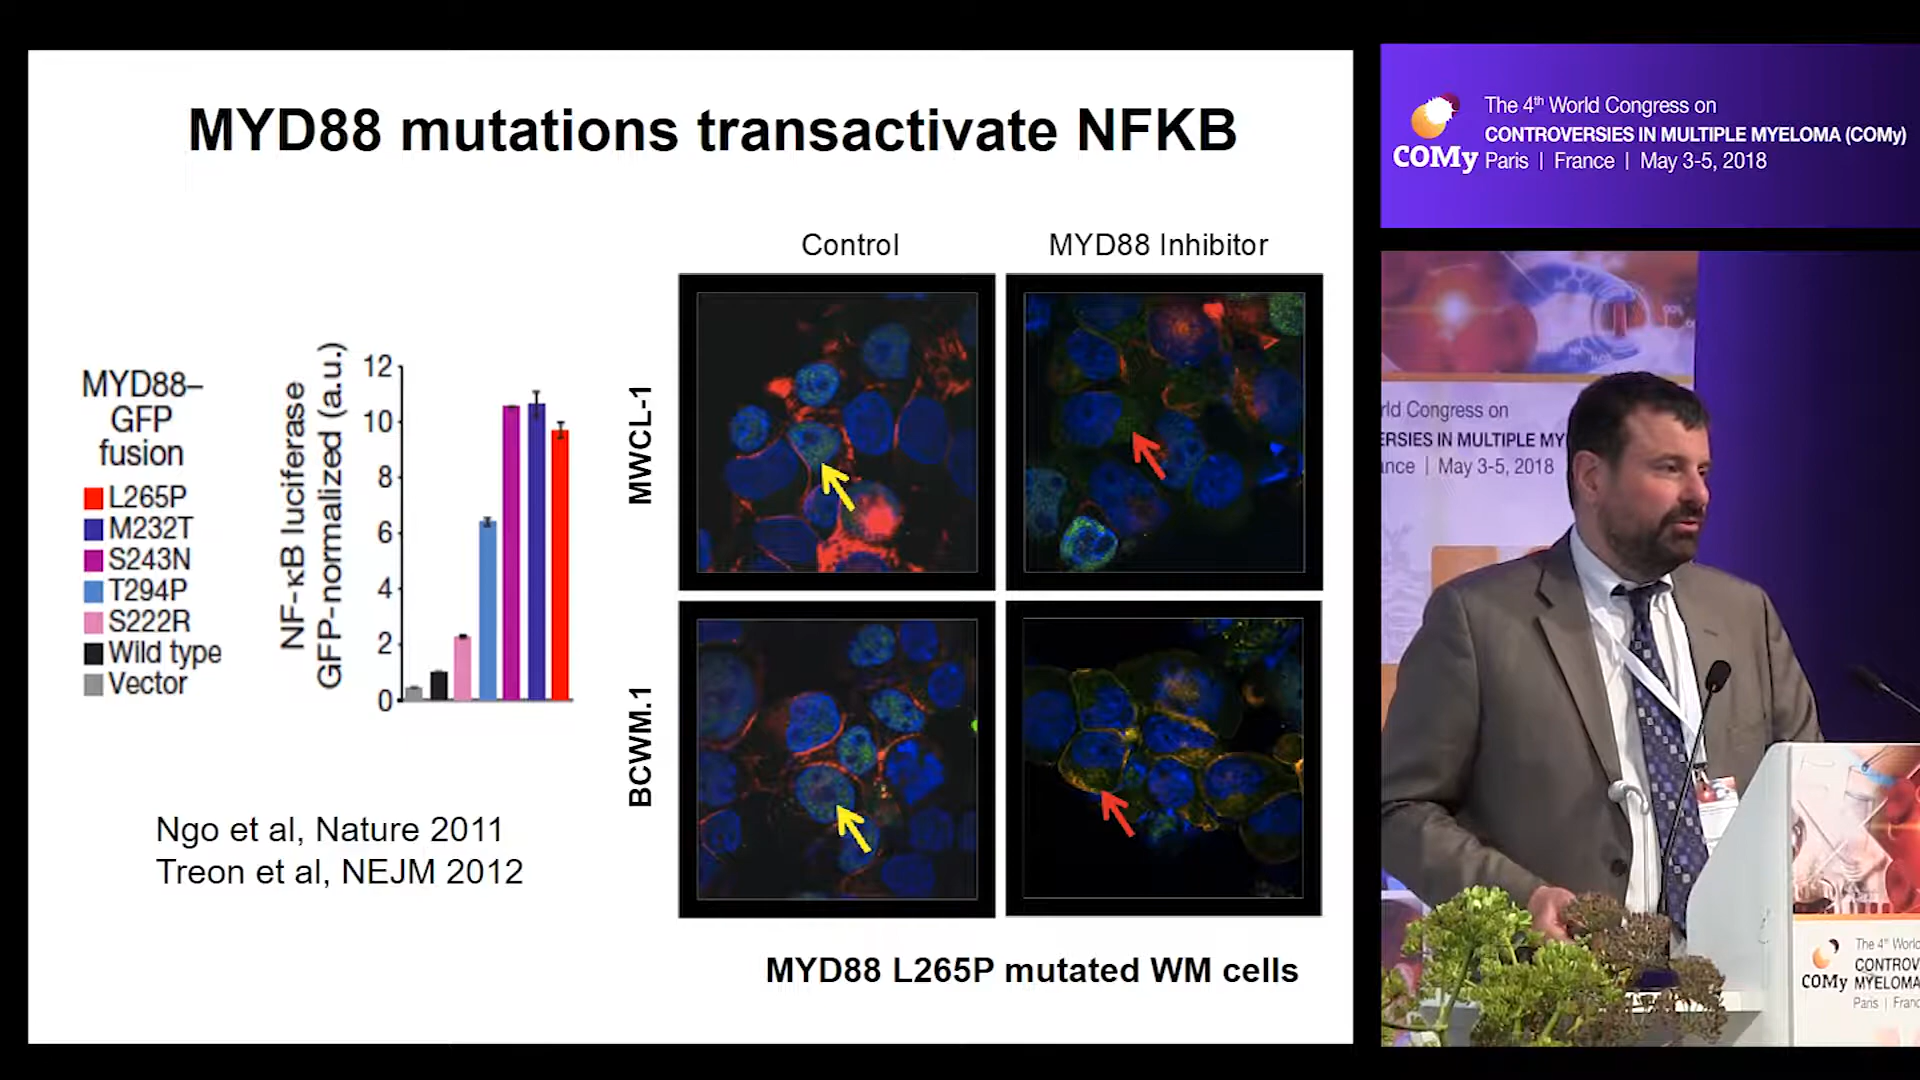 MYD88 mutations transactivate NFKB
Control
MYD88 Inhibitor
MYD88–
GFP
fusion
L265P
M232T
S243N
T294P
S222R
Wild type
Vector
NF-κB luciferase
GFP-normalized (a.u.)
12
10
8
6
4
2
0
MWCL-1
BCWM.1
Ngo et al, Nature 2011
Treon et al, NEJM 2012
MYD88 L265P mutated WM cells
COMy
The 4th World Congress on
CONTROVERSIES IN MULTIPLE MYELOMA (COMy)
Paris | France | May 3-5, 2018
rld Congress on
ERSIES IN MULTIPLE MY
ance | May 3-5, 2018
COMy
The 4th World
CONTROV
MYELOMA
Paris | Franc